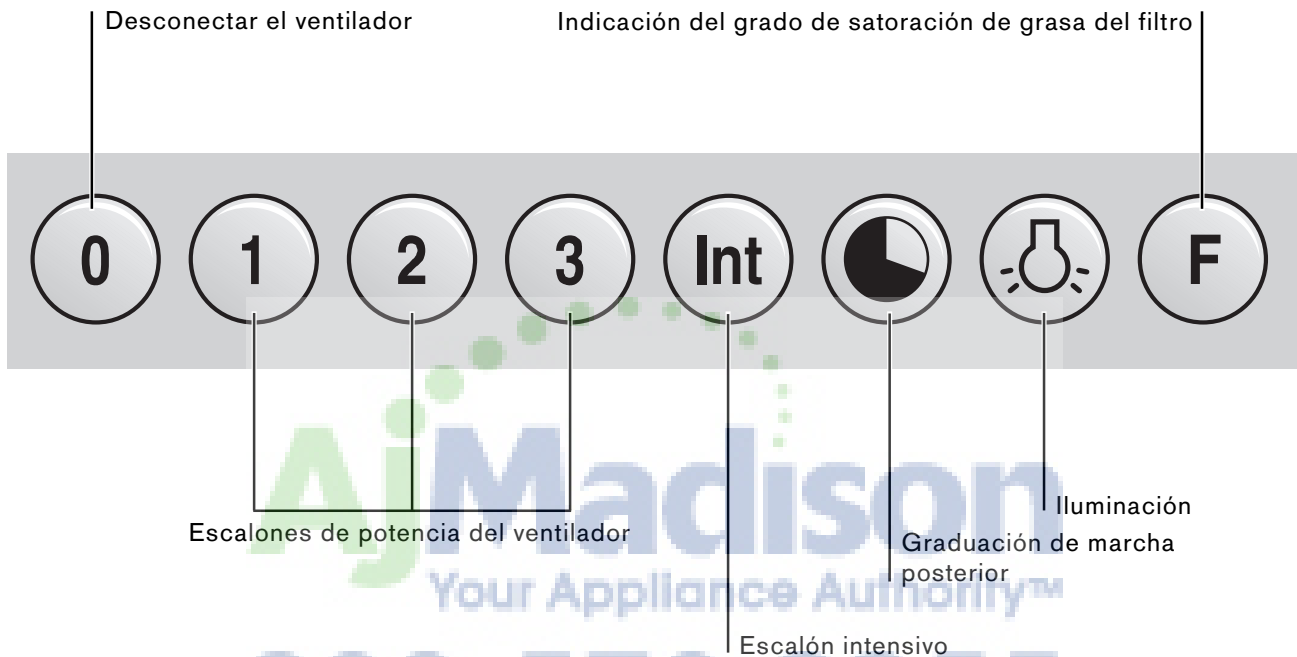 Desconectar el ventilador
Indicación del grado de satoración de grasa del filtro
0 1 2 3 Int F
Iluminación
Escalones de potencia del ventilador
Graduación de marcha
posterior
Escalón intensivo
AjMadison
Your Appliance Authority™